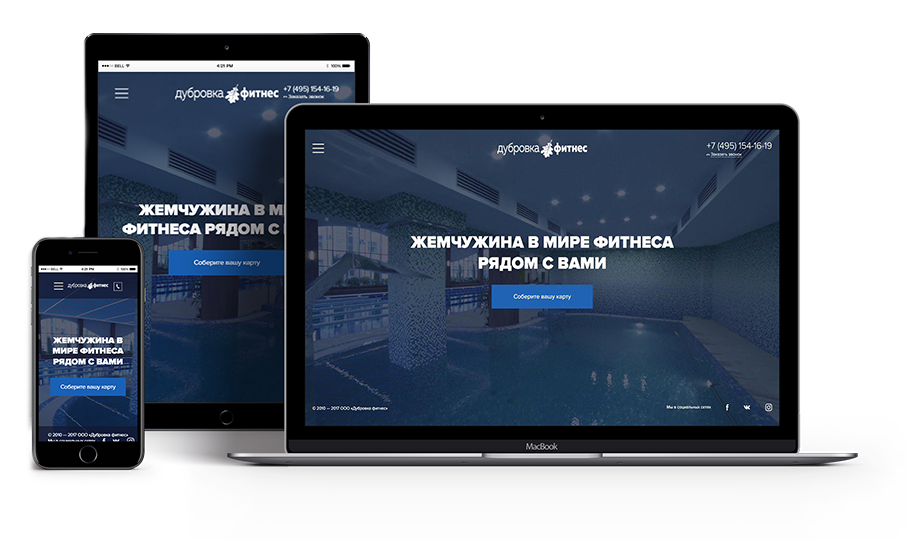 •••○○ BELL 4:21 PM 100%
дубровка фитнес
+7 (495) 154-16-19
Заказать звонок
ЖЕМЧУЖИНА В М
ФИТНЕСА РЯДОМ С
Соберите вашу карту
дубровка фитнес
+7 (495) 154-16-19
Заказать звонок
ЖЕМЧУЖИНА В МИРЕ ФИТНЕСА
РЯДОМ С ВАМИ
Соберите вашу карту
© 2010 — 2017 ООО «Дубровка фитнес»
Мы в социальных сетях
MacBook
•••○○ BELL 4:21 PM 100%
дубровка фитнес
ЖЕМЧУЖИНА В
МИРЕ ФИТНЕСА
РЯДОМ С ВАМИ
Соберите вашу карту
© 2010 — 2017 ООО «Дубровка фитнес»
Мы в социальных сетях